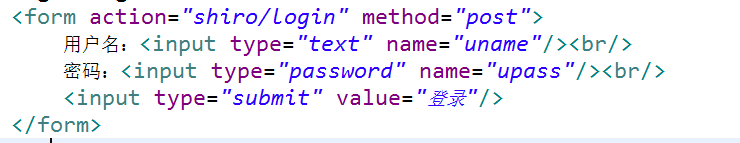 <form action="shiro/login" method="post">
用户名：<input type="text" name="uname"/><br/>
密码：<input type="password" name="upass"/><br/>
<input type="submit" value="登录"/>
</form>